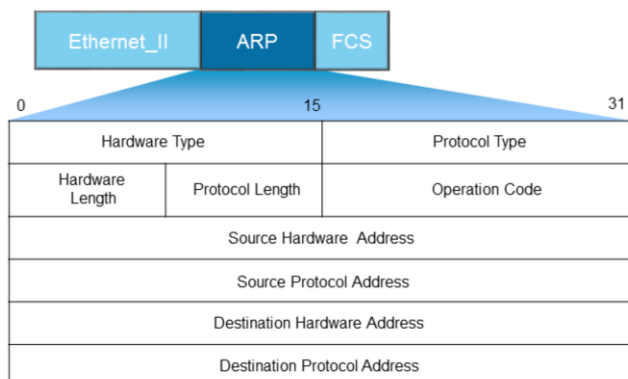 Ethernet_II ARP FCS
0 15 31
Hardware Type Protocol Type
Hardware
Length
Protocol Length
Operation Code
Source Hardware Address
Source Protocol Address
Destination Hardware Address
Destination Protocol Address